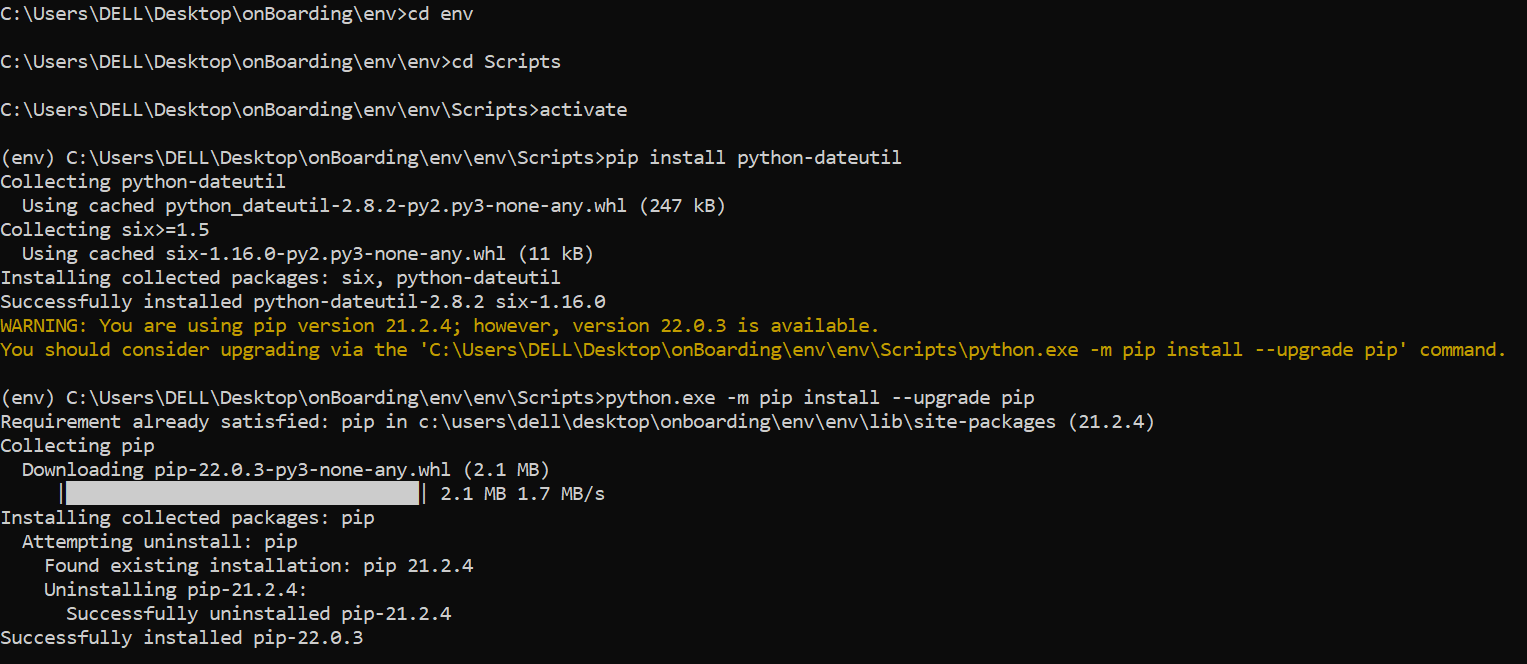 C:\Users\DELL\Desktop\onBoarding\env>cd env
C:\Users\DELL\Desktop\onBoarding\env\env>cd Scripts
C:\Users\DELL\Desktop\onBoarding\env\env\Scripts>activate
(env) C:\Users\DELL\Desktop\onBoarding\env\env\Scripts>pip install python-dateutil
Collecting python-dateutil
  Using cached python_dateutil-2.8.2-py2.py3-none-any.whl (247 kB)
Collecting six>=1.5
  Using cached six-1.16.0-py2.py3-none-any.whl (11 kB)
Installing collected packages: six, python-dateutil
Successfully installed python-dateutil-2.8.2 six-1.16.0
WARNING: You are using pip version 21.2.4; however, version 22.0.3 is available.
You should consider upgrading via the 'C:\Users\DELL\Desktop\onBoarding\env\env\Scripts\python.exe -m pip install --upgrade pip' command.
(env) C:\Users\DELL\Desktop\onBoarding\env\env\Scripts>python.exe -m pip install --upgrade pip
Requirement already satisfied: pip in c:\users\dell\desktop\onboarding\env\env\lib\site-packages (21.2.4)
Collecting pip
  Downloading pip-22.0.3-py3-none-any.whl (2.1 MB)
     |████████████████████████████████| 2.1 MB 1.7 MB/s
Installing collected packages: pip
  Attempting uninstall: pip
    Found existing installation: pip 21.2.4
    Uninstalling pip-21.2.4:
      Successfully uninstalled pip-21.2.4
Successfully installed pip-22.0.3